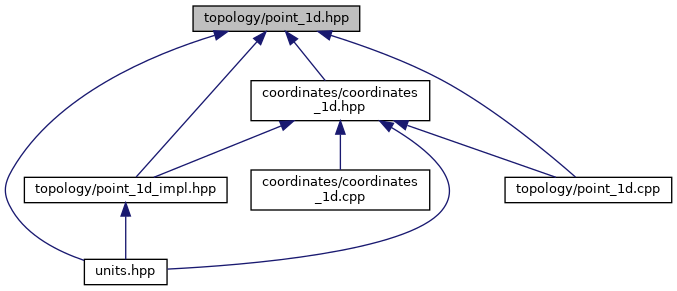 topology/point_1d.hpp
coordinates/coordinates
_1d.hpp
topology/point_1d_impl.hpp
coordinates/coordinates
_1d.cpp
topology/point_1d.cpp
units.hpp